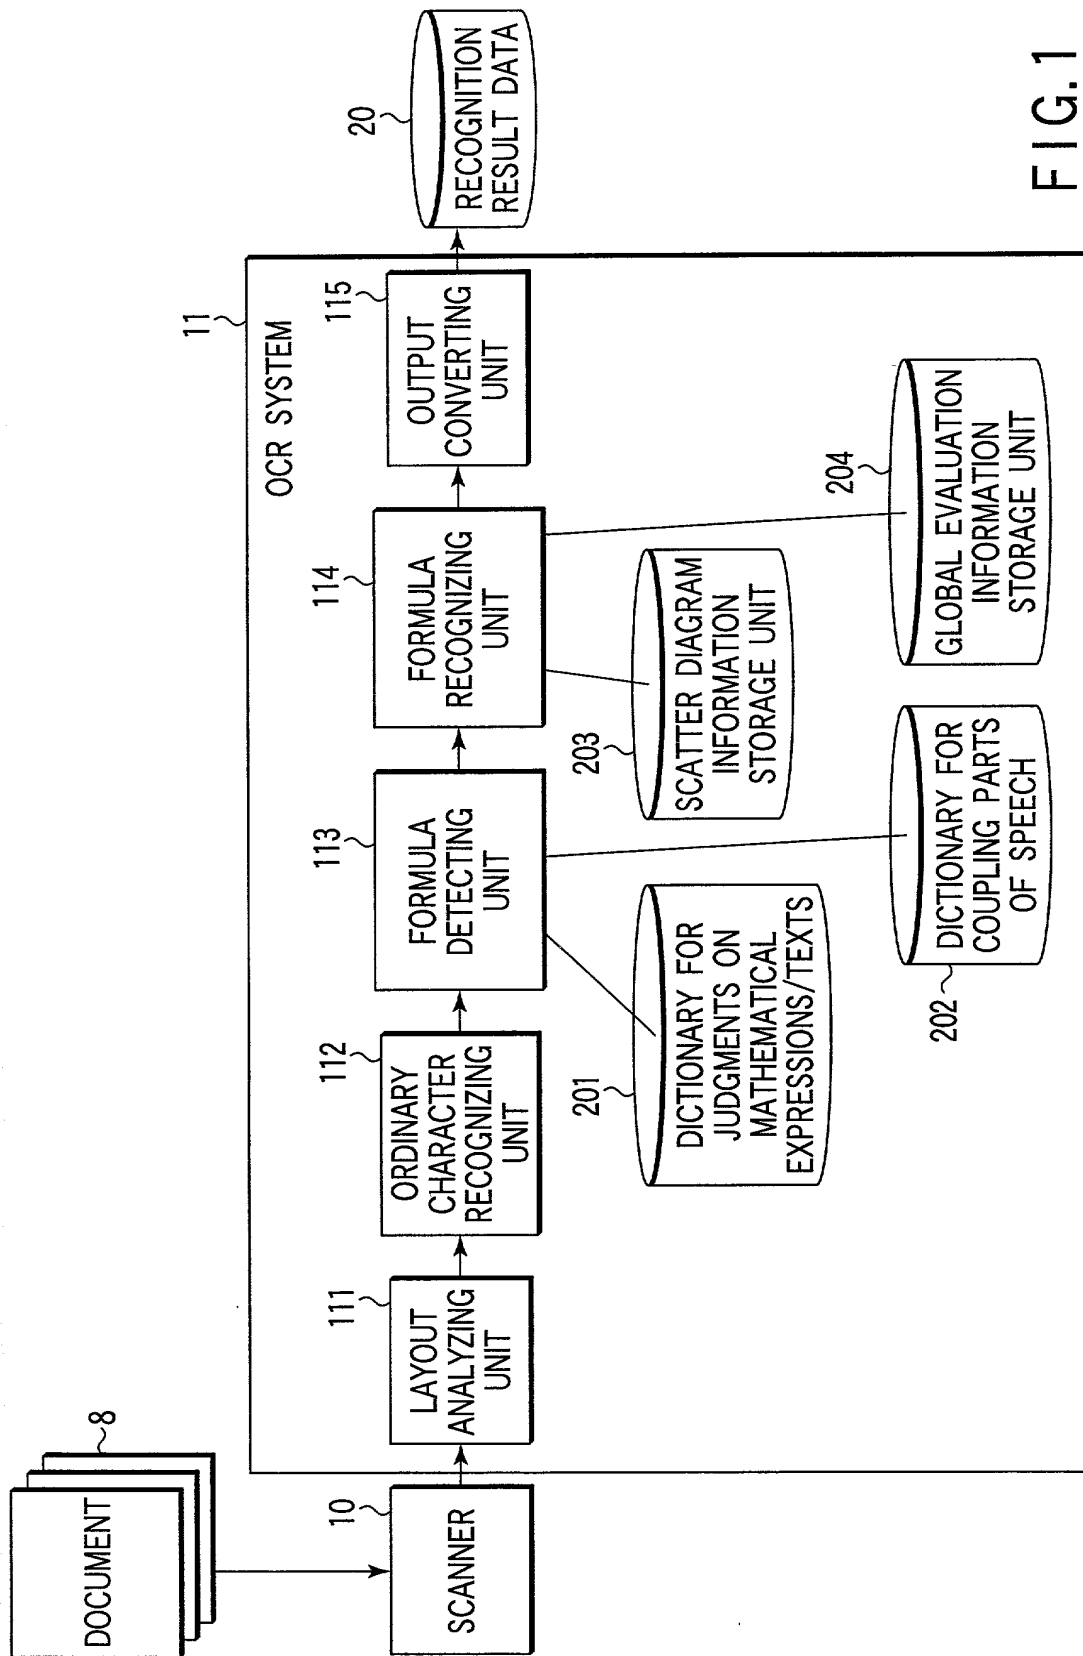 DOCUMENT
8
10
SCANNER
11
OCR SYSTEM
111
LAYOUT
ANALYZING
UNIT
112
ORDINARY
CHARACTER
RECOGNIZING
UNIT
113
FORMULA
DETECTING
UNIT
114
FORMULA
RECOGNIZING
UNIT
115
OUTPUT
CONVERTING
UNIT
20
RECOGNITION
RESULT DATA
201
DICTIONARY FOR
JUDGMENTS ON
MATHEMATICAL
EXPRESSIONS/TEXTS
203
SCATTER DIAGRAM
INFORMATION
STORAGE UNIT
202
DICTIONARY FOR
COUPLING PARTS
OF SPEECH
204
GLOBAL EVALUATION
INFORMATION
STORAGE UNIT
FIG.1